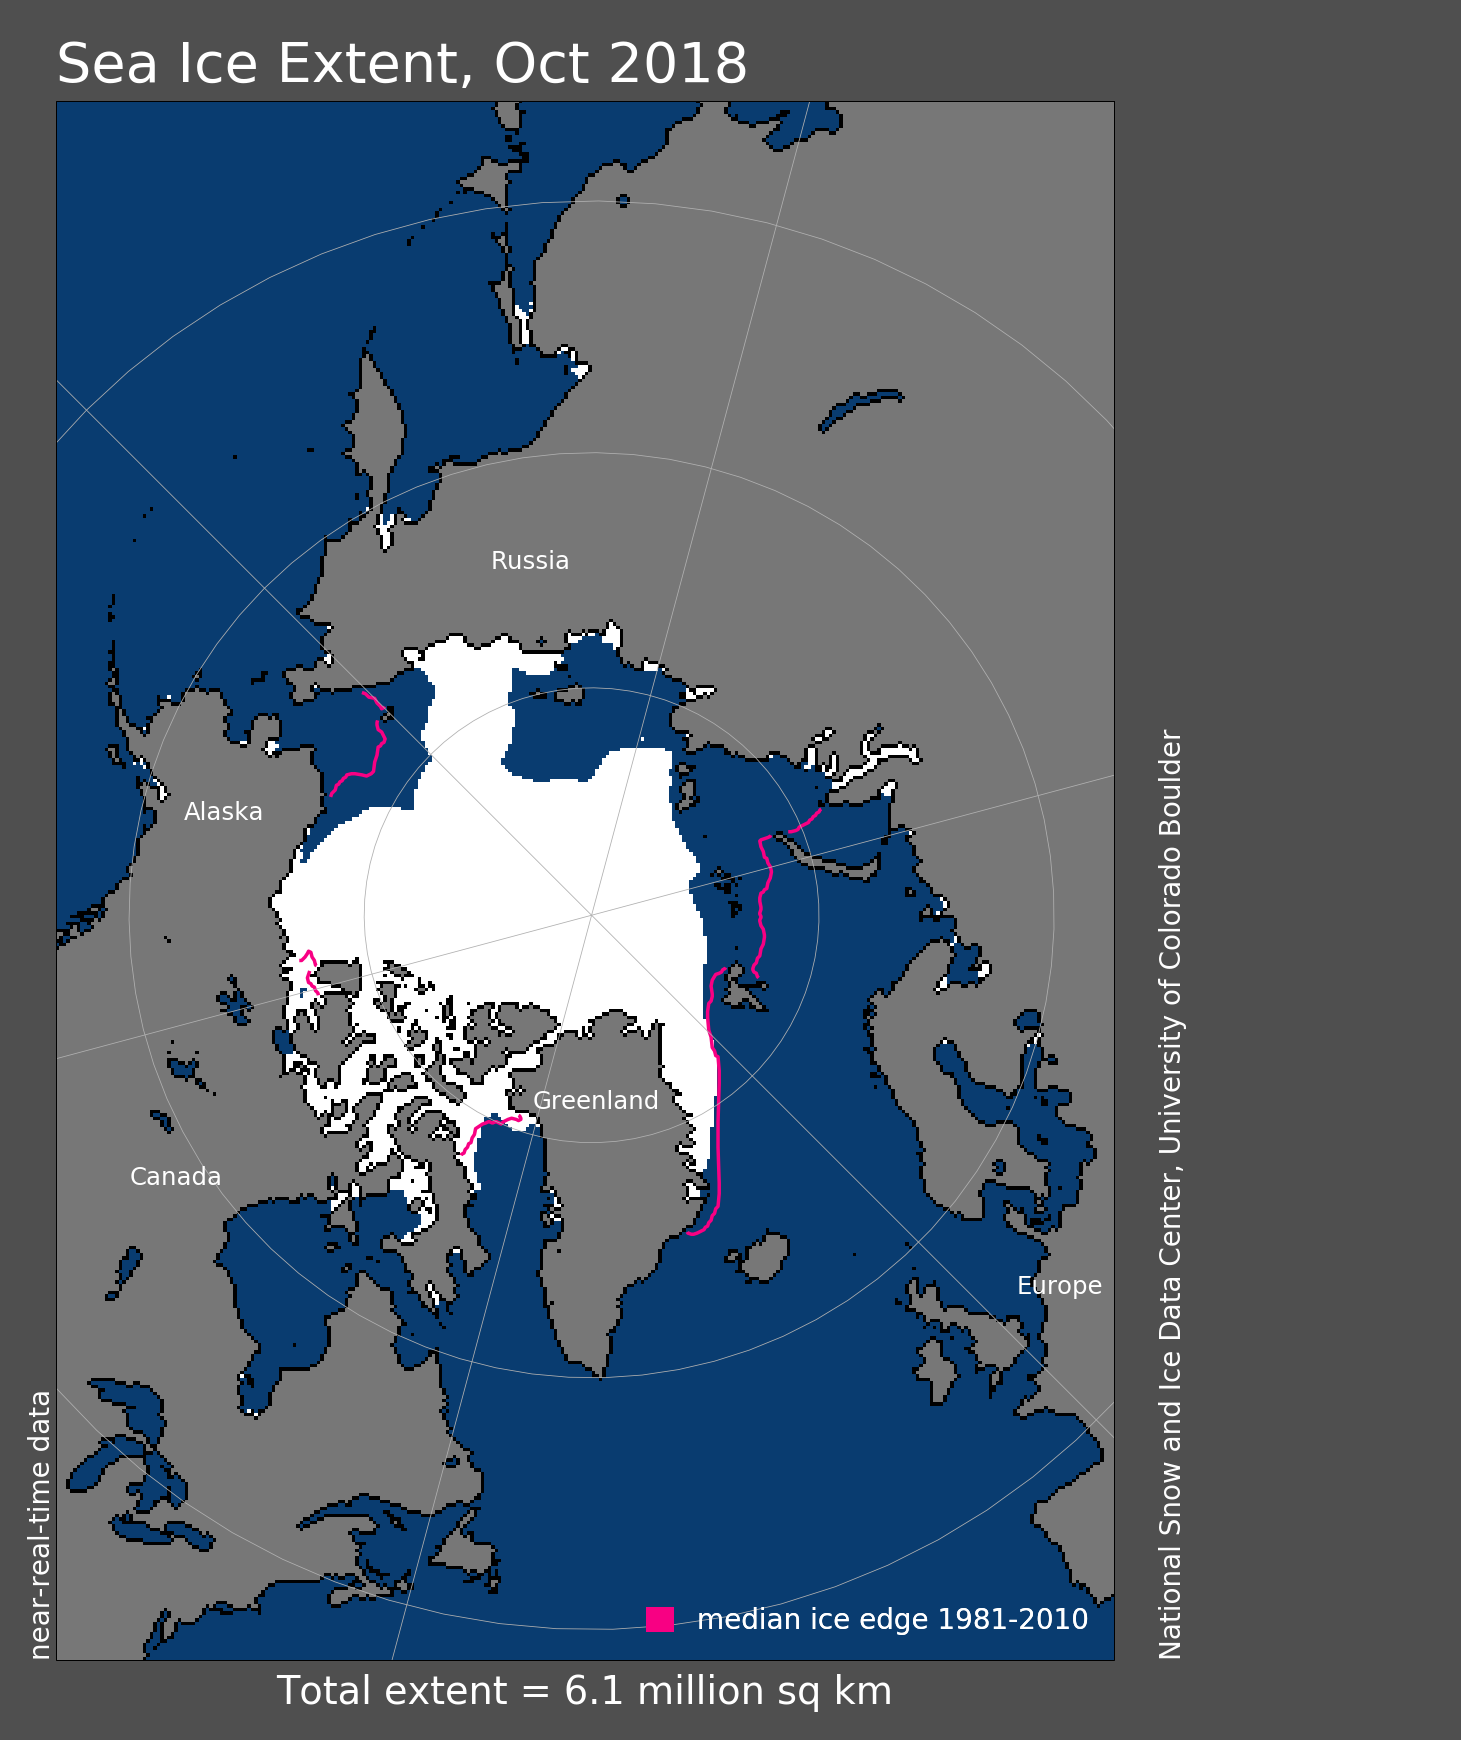 Sea Ice Extent, Oct 2018
Russia
Alaska
Greenland
Canada
Europe
near-real-time data
National Snow and Ice Data Center, University of Colorado Boulder
median ice edge 1981-2010
Total extent = 6.1 million sq km